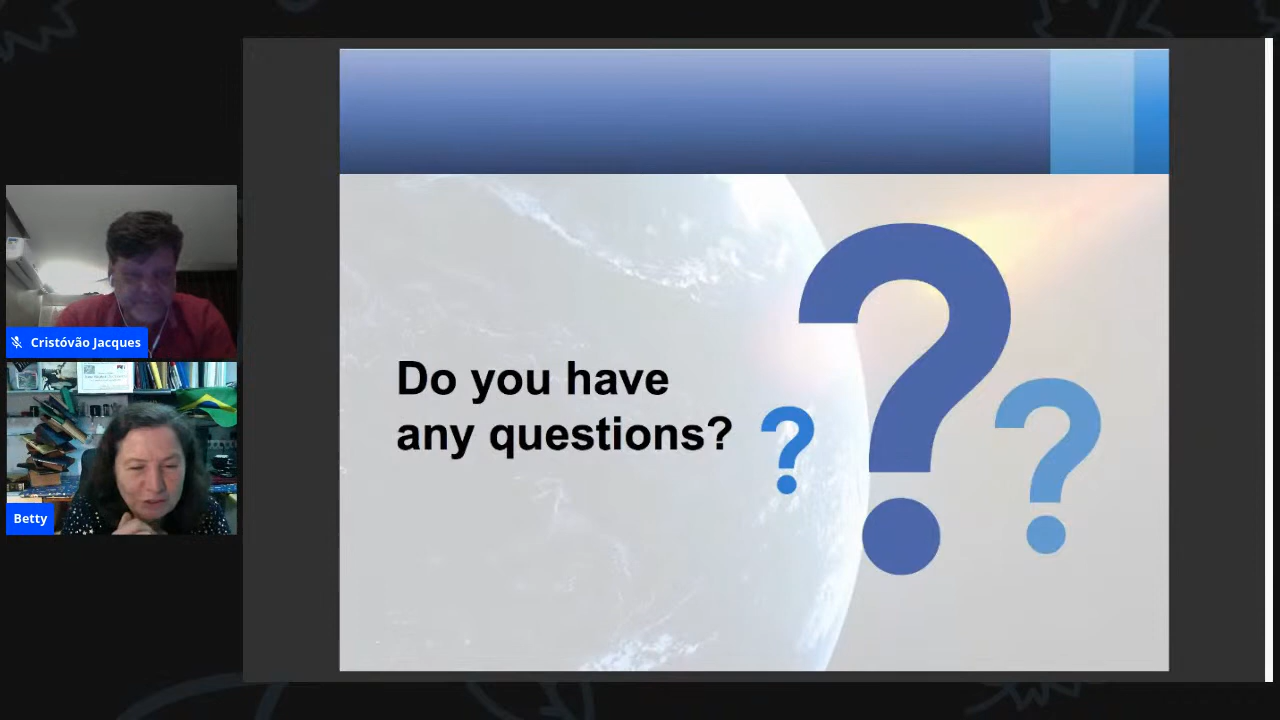 Cristóvão Jacques
Betty
Do you have
any questions?
? ? ?